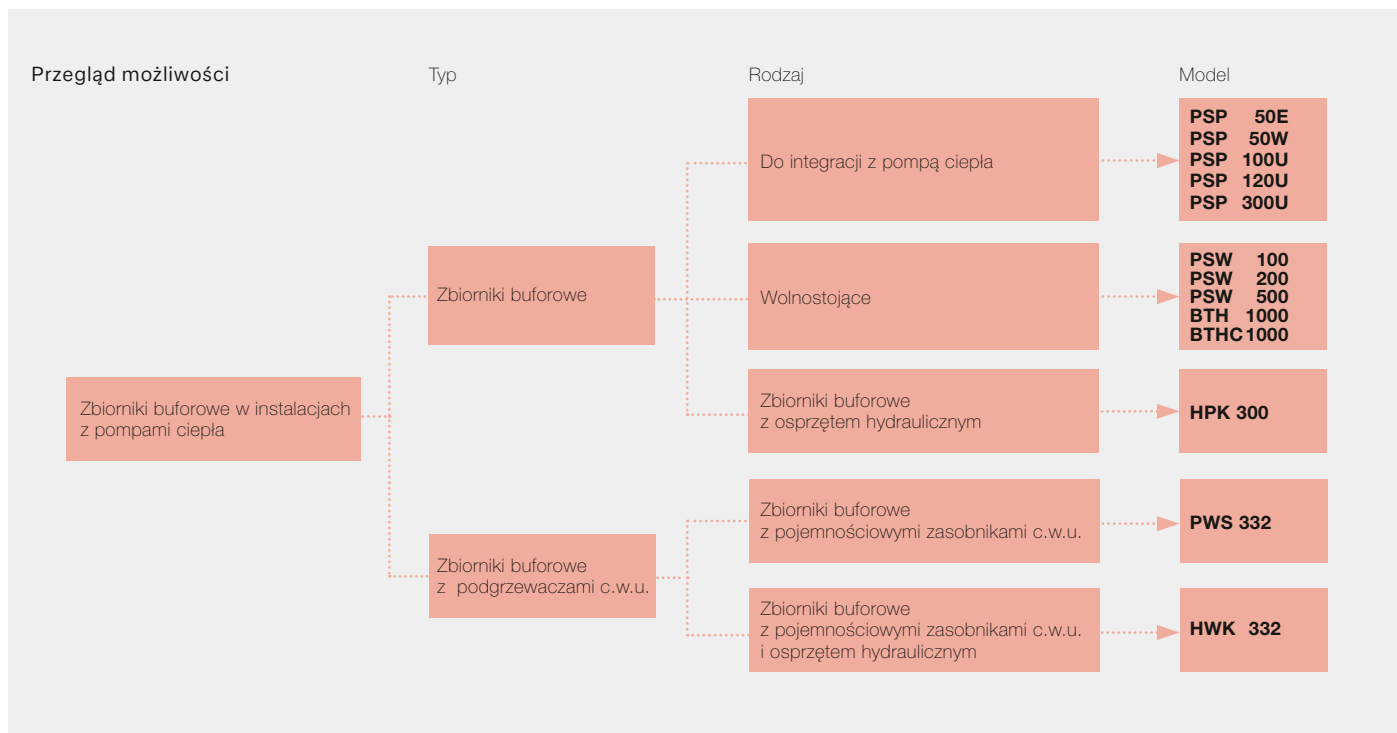 Przegląd możliwości
Typ
Rodzaj
Model
Zbiorniki buforowe w instalacjach
z pompami ciepła
Zbiorniki buforowe
Do integracji z pompą ciepła
PSP 50E
PSP 50W
PSP 100U
PSP 120U
PSP 300U
Wolnostojące
PSW 100
PSW 200
PSW 500
BTH 1000
BTHC 1000
Zbiorniki buforowe
z osprzętem hydraulicznym
HPK 300
Zbiorniki buforowe
z podgrzewaczami c.w.u.
Zbiorniki buforowe
z pojemnościowymi zasobnikami c.w.u.
PWS 332
Zbiorniki buforowe
z pojemnościowymi zasobnikami c.w.u.
i osprzętem hydraulicznym
HWK 332